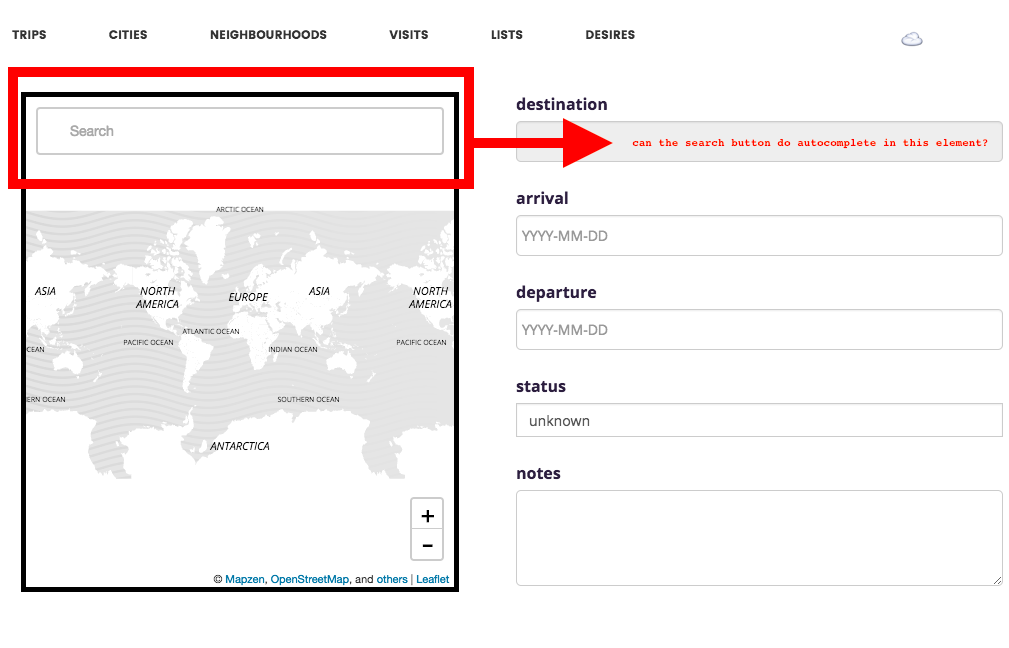 TRIPS CITIES NEIGHBOURHOODS VISITS LISTS DESIRES
Search
ARCTIC OCEAN
ASIA
NORTH
AMERICA
EUROPE
ASIA
NORTH
AMERICA
ATLANTIC OCEAN
PACIFIC OCEAN
PACIFIC OCEAN
CEAN
INDIAN OCEAN
ERN OCEAN
SOUTHERN OCEAN
ANTARCTICA
+
−
© Mapzen, OpenStreetMap, and others | Leaflet
destination
can the search button do autocomplete in this element?
arrival
YYYY-MM-DD
departure
YYYY-MM-DD
status
unknown
notes